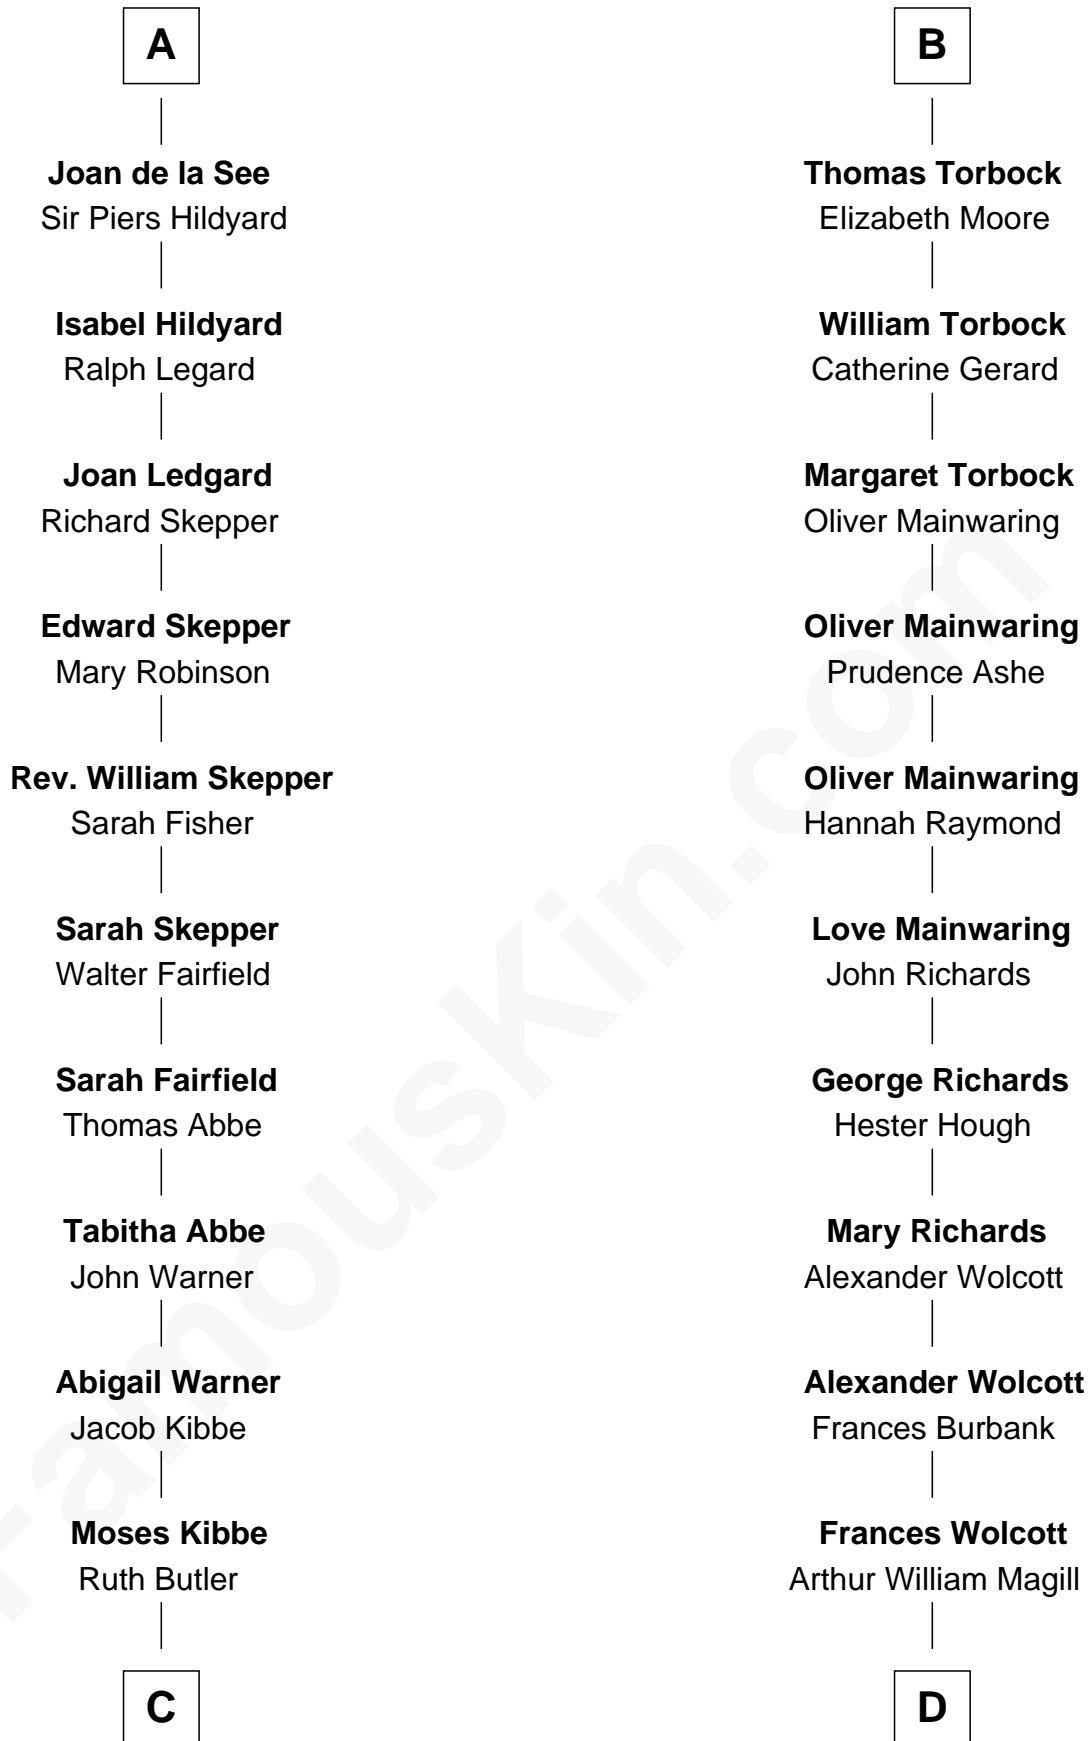 A
Joan de la See
Sir Piers Hildyard
Isabel Hildyard
Ralph Legard
Joan Ledgard
Richard Skepper
Edward Skepper
Mary Robinson
Rev. William Skepper
Sarah Fisher
Sarah Skepper
Walter Fairfield
Sarah Fairfield
Thomas Abbe
Tabitha Abbe
John Warner
Abigail Warner
Jacob Kibbe
Moses Kibbe
Ruth Butler
C
B
Thomas Torbock
Elizabeth Moore
William Torbock
Catherine Gerard
Margaret Torbock
Oliver Mainwaring
Oliver Mainwaring
Prudence Ashe
Oliver Mainwaring
Hannah Raymond
Love Mainwaring
John Richards
George Richards
Hester Hough
Mary Richards
Alexander Wolcott
Alexander Wolcott
Frances Burbank
Frances Wolcott
Arthur William Magill
D
FamousKin.com